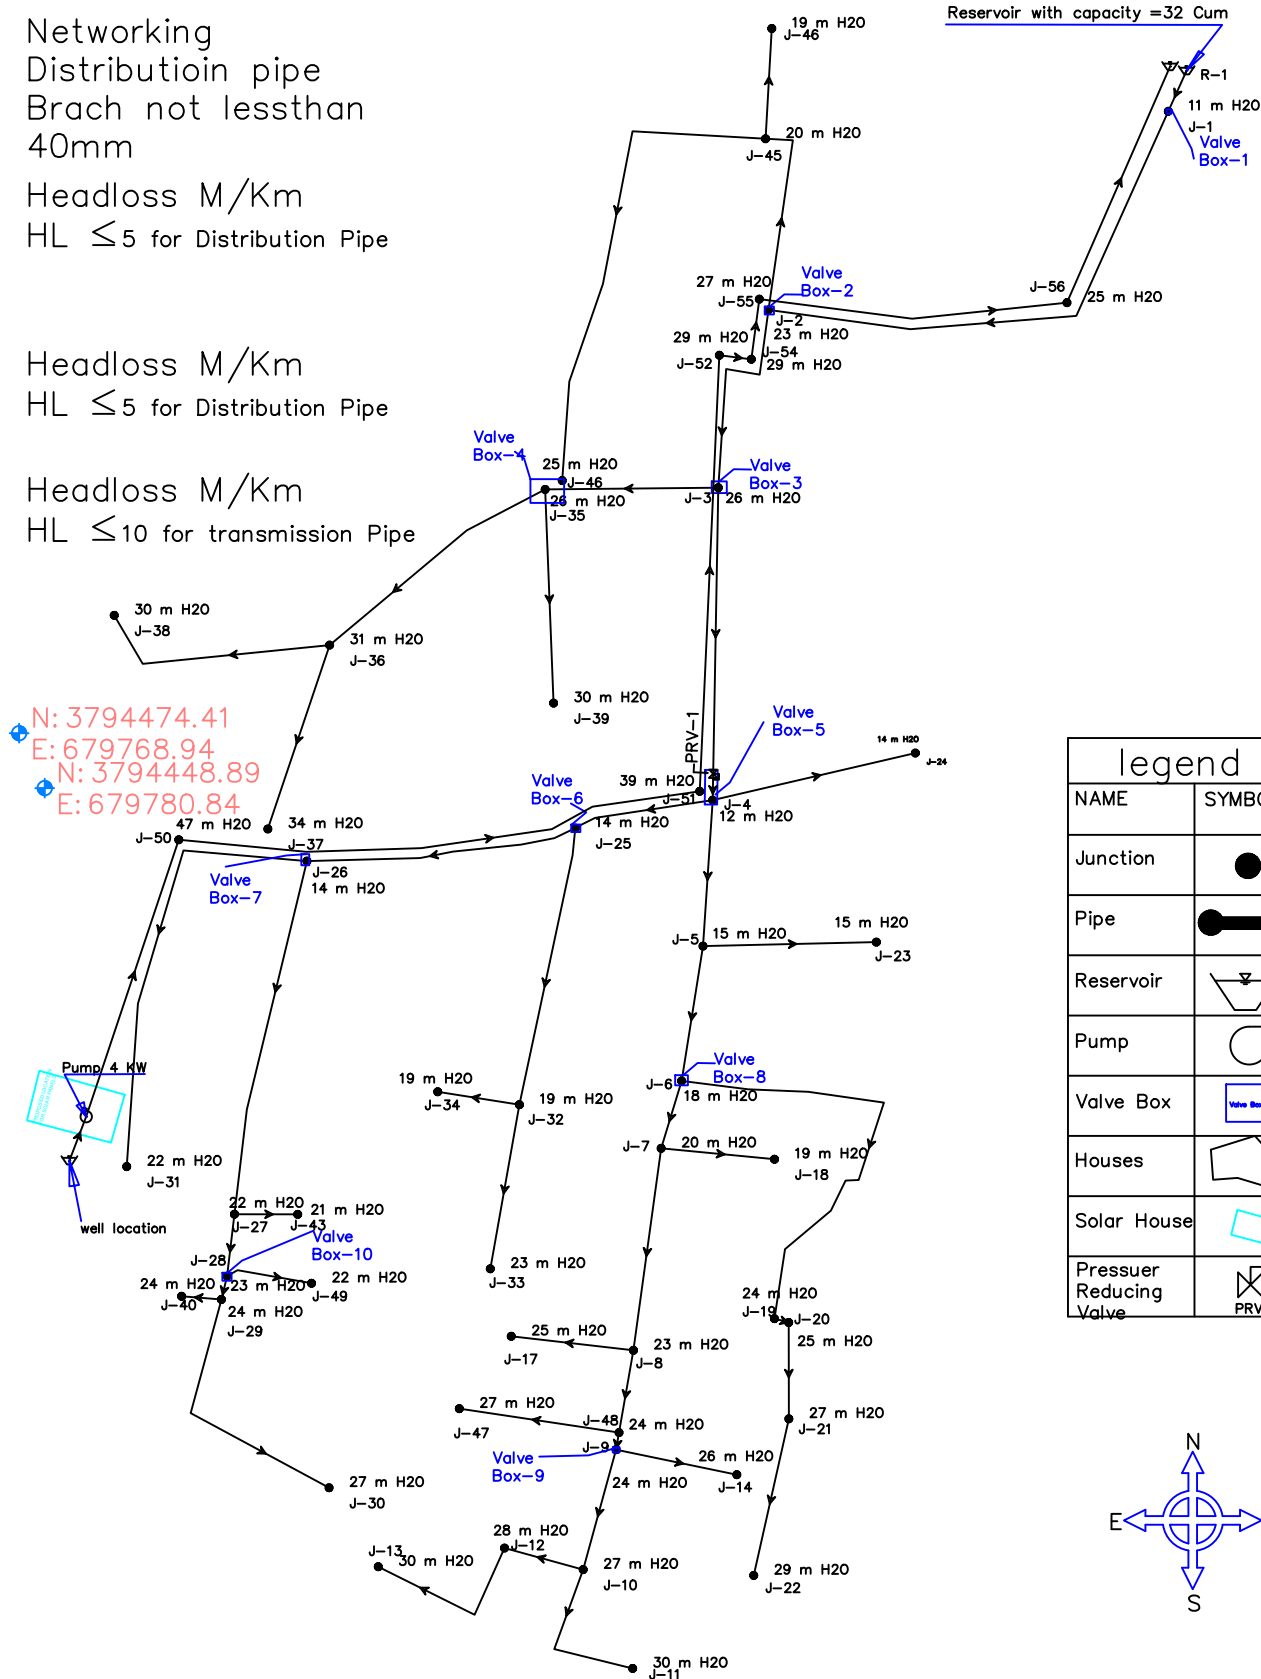 Networking
Distributioin pipe
Brach not lessthan
40mm
Headloss M/Km
HL ≤5 for Distribution Pipe
Headloss M/Km
HL ≤5 for Distribution Pipe
Headloss M/Km
HL ≤10 for transmission Pipe
Reservoir with capacity =32 Cum
R-1
11 m H20
J-1
Valve
Box-1
19 m H20
J-46
20 m H20
J-45
27 m H20
J-55
Valve
Box-2
J-2
23 m H20
J-56
25 m H20
29 m H20
J-52
J-54
29 m H20
Valve
Box-4
25 m H20
J-46
26 m H20
J-35
Valve
Box-3
J-3
26 m H20
30 m H20
J-38
31 m H20
J-36
30 m H20
J-39
N: 3794474.41
E: 679768.94
N: 3794448.89
E: 679780.84
PRV-1
Valve
Box-5
14 m H20
J-24
39 m H20
J-51
J-4
12 m H20
Valve
Box-6
14 m H20
J-25
47 m H20
J-50
34 m H20
J-37
J-26
14 m H20
Valve
Box-7
J-5
15 m H20
15 m H20
J-23
Pump 4 KW
22 m H20
J-31
well location
19 m H20
J-34
19 m H20
J-32
Valve
Box-8
J-6
18 m H20
J-7
20 m H20
19 m H20
J-18
22 m H20
J-27
21 m H20
J-43
Valve
Box-10
J-28
23 m H20
22 m H20
J-49
24 m H20
J-40
24 m H20
J-29
23 m H20
J-33
24 m H20
J-19
J-20
25 m H20
25 m H20
J-17
23 m H20
J-8
27 m H20
J-47
J-48
24 m H20
J-9
24 m H20
Valve
Box-9
26 m H20
J-14
27 m H20
J-21
27 m H20
J-30
28 m H20
J-12
J-13
30 m H20
27 m H20
J-10
29 m H20
J-22
30 m H20
J-11
legend
NAME SYMBO
Junction
Pipe
Reservoir
Pump
Valve Box
Valve Box
Houses
Solar House
Pressuer
Reducing
Valve
PRV
N
E
S